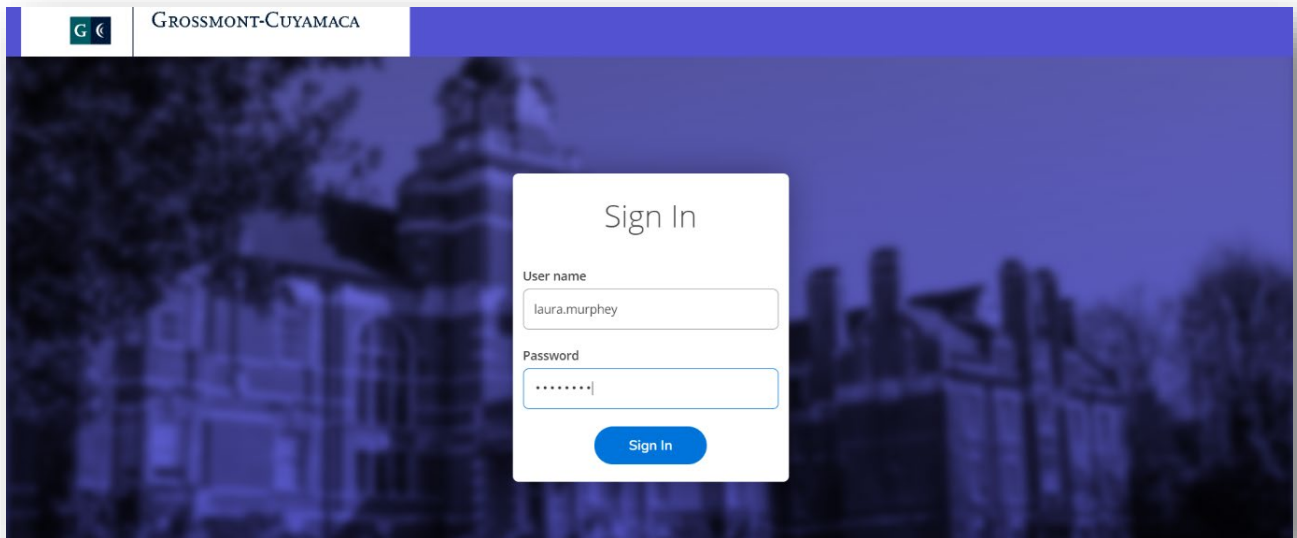 G C
GROSSMONT-CUYAMACA
Sign In
User name
laura.murphey
Password
••••••••
Sign In